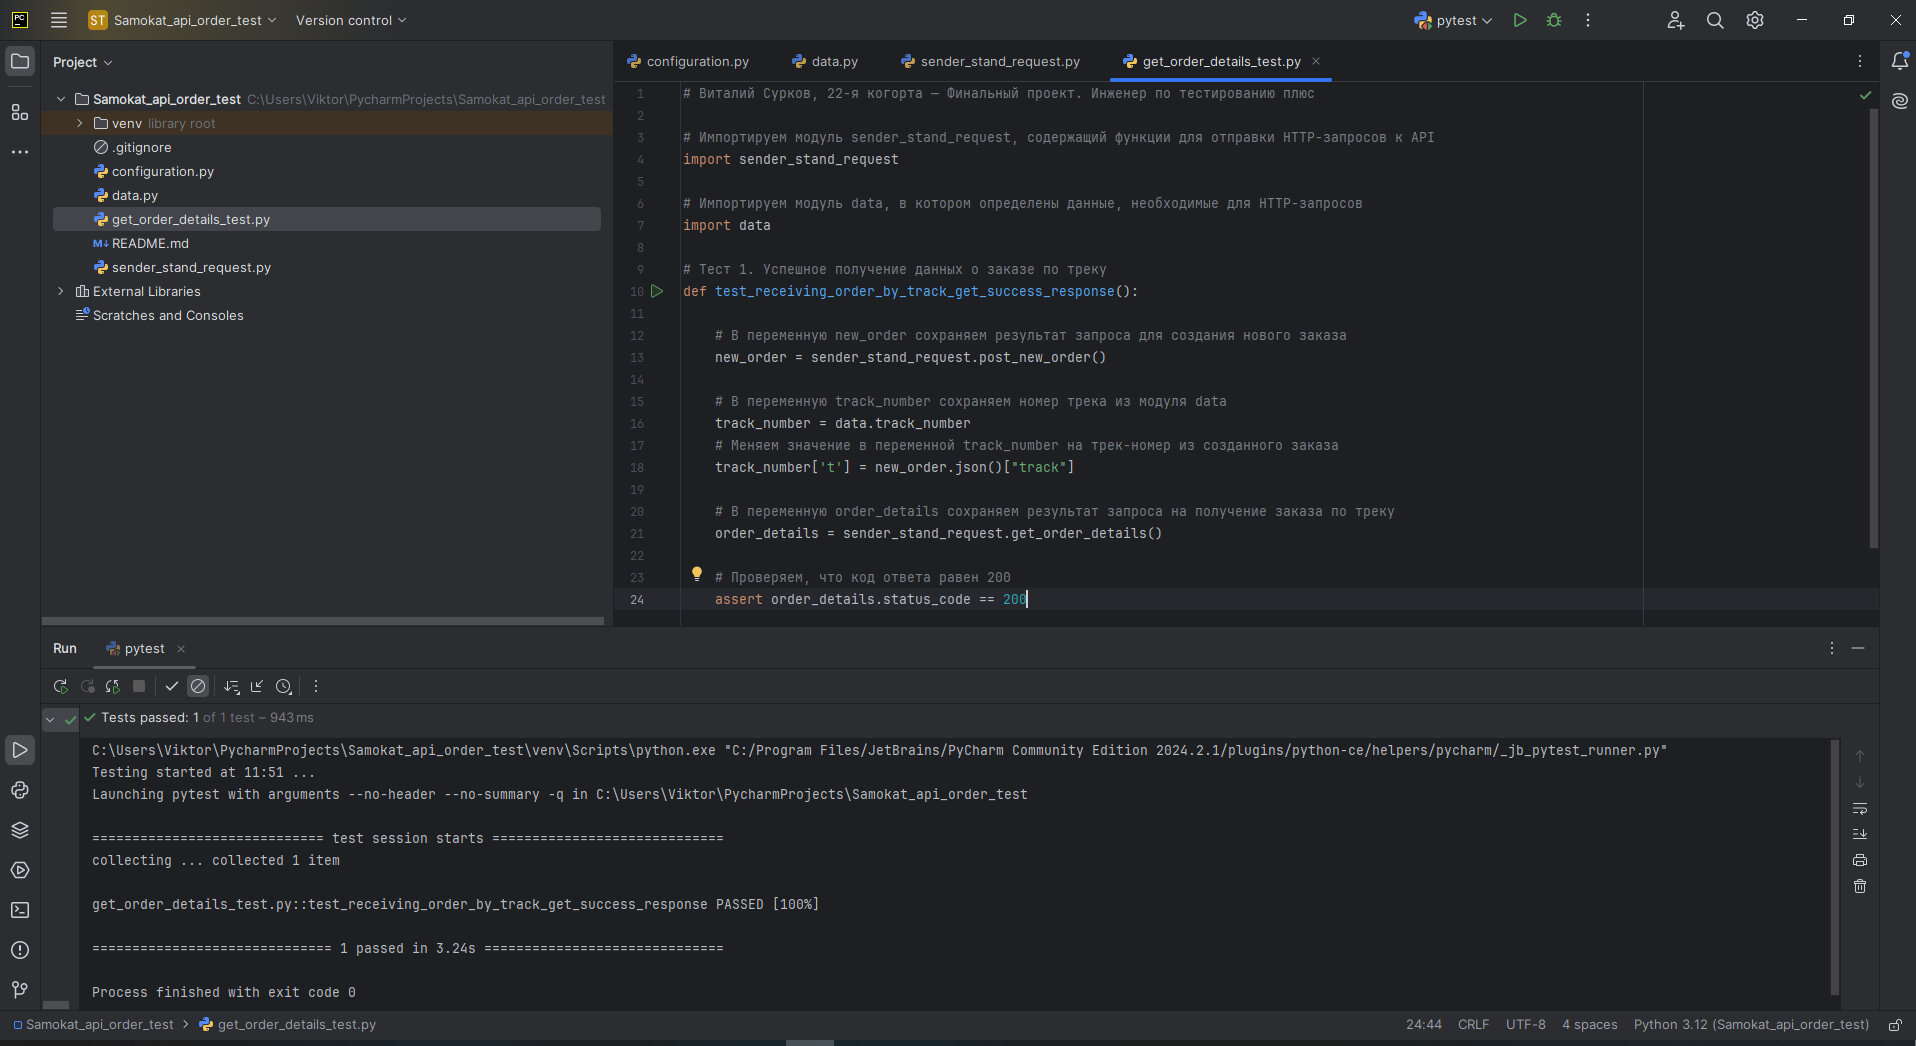 PC
ST Samokat_api_order_test Version control pytest
Project
configuration.py data.py sender_stand_request.py get_order_details_test.py
Samokat_api_order_test C:\Users\Viktor\PycharmProjects\Samokat_api_order_test
venv library root
.gitignore
configuration.py
data.py
get_order_details_test.py
M↓ README.md
sender_stand_request.py
External Libraries
Scratches and Consoles
1 # Виталий Сурков, 22-я когорта — Финальный проект. Инженер по тестированию плюс
2
3 # Импортируем модуль sender_stand_request, содержащий функции для отправки HTTP-запросов к API
4 import sender_stand_request
5
6 # Импортируем модуль data, в котором определены данные, необходимые для HTTP-запросов
7 import data
8
9 # Тест 1. Успешное получение данных о заказе по треку
10 def test_receiving_order_by_track_get_success_response():
11
12 # В переменную new_order сохраняем результат запроса для создания нового заказа
13 new_order = sender_stand_request.post_new_order()
14
15 # В переменную track_number сохраняем номер трека из модуля data
16 track_number = data.track_number
17 # Меняем значение в переменной track_number на трек-номер из созданного заказа
18 track_number['t'] = new_order.json()["track"]
19
20 # В переменную order_details сохраняем результат запроса на получение заказа по треку
21 order_details = sender_stand_request.get_order_details()
22
23 # Проверяем, что код ответа равен 200
24 assert order_details.status_code == 200
Run pytest
Tests passed: 1 of 1 test – 943 ms
C:\Users\Viktor\PycharmProjects\Samokat_api_order_test\venv\Scripts\python.exe "C:/Program Files/JetBrains/PyCharm Community Edition 2024.2.1/plugins/python-ce/helpers/pycharm/_jb_pytest_runner.py"
Testing started at 11:51 ...
Launching pytest with arguments --no-header --no-summary -q in C:\Users\Viktor\PycharmProjects\Samokat_api_order_test
============================= test session starts =============================
collecting ... collected 1 item
get_order_details_test.py::test_receiving_order_by_track_get_success_response PASSED [100%]
============================== 1 passed in 3.24s ==============================
Process finished with exit code 0
Samokat_api_order_test > get_order_details_test.py 24:44 CRLF UTF-8 4 spaces Python 3.12 (Samokat_api_order_test)